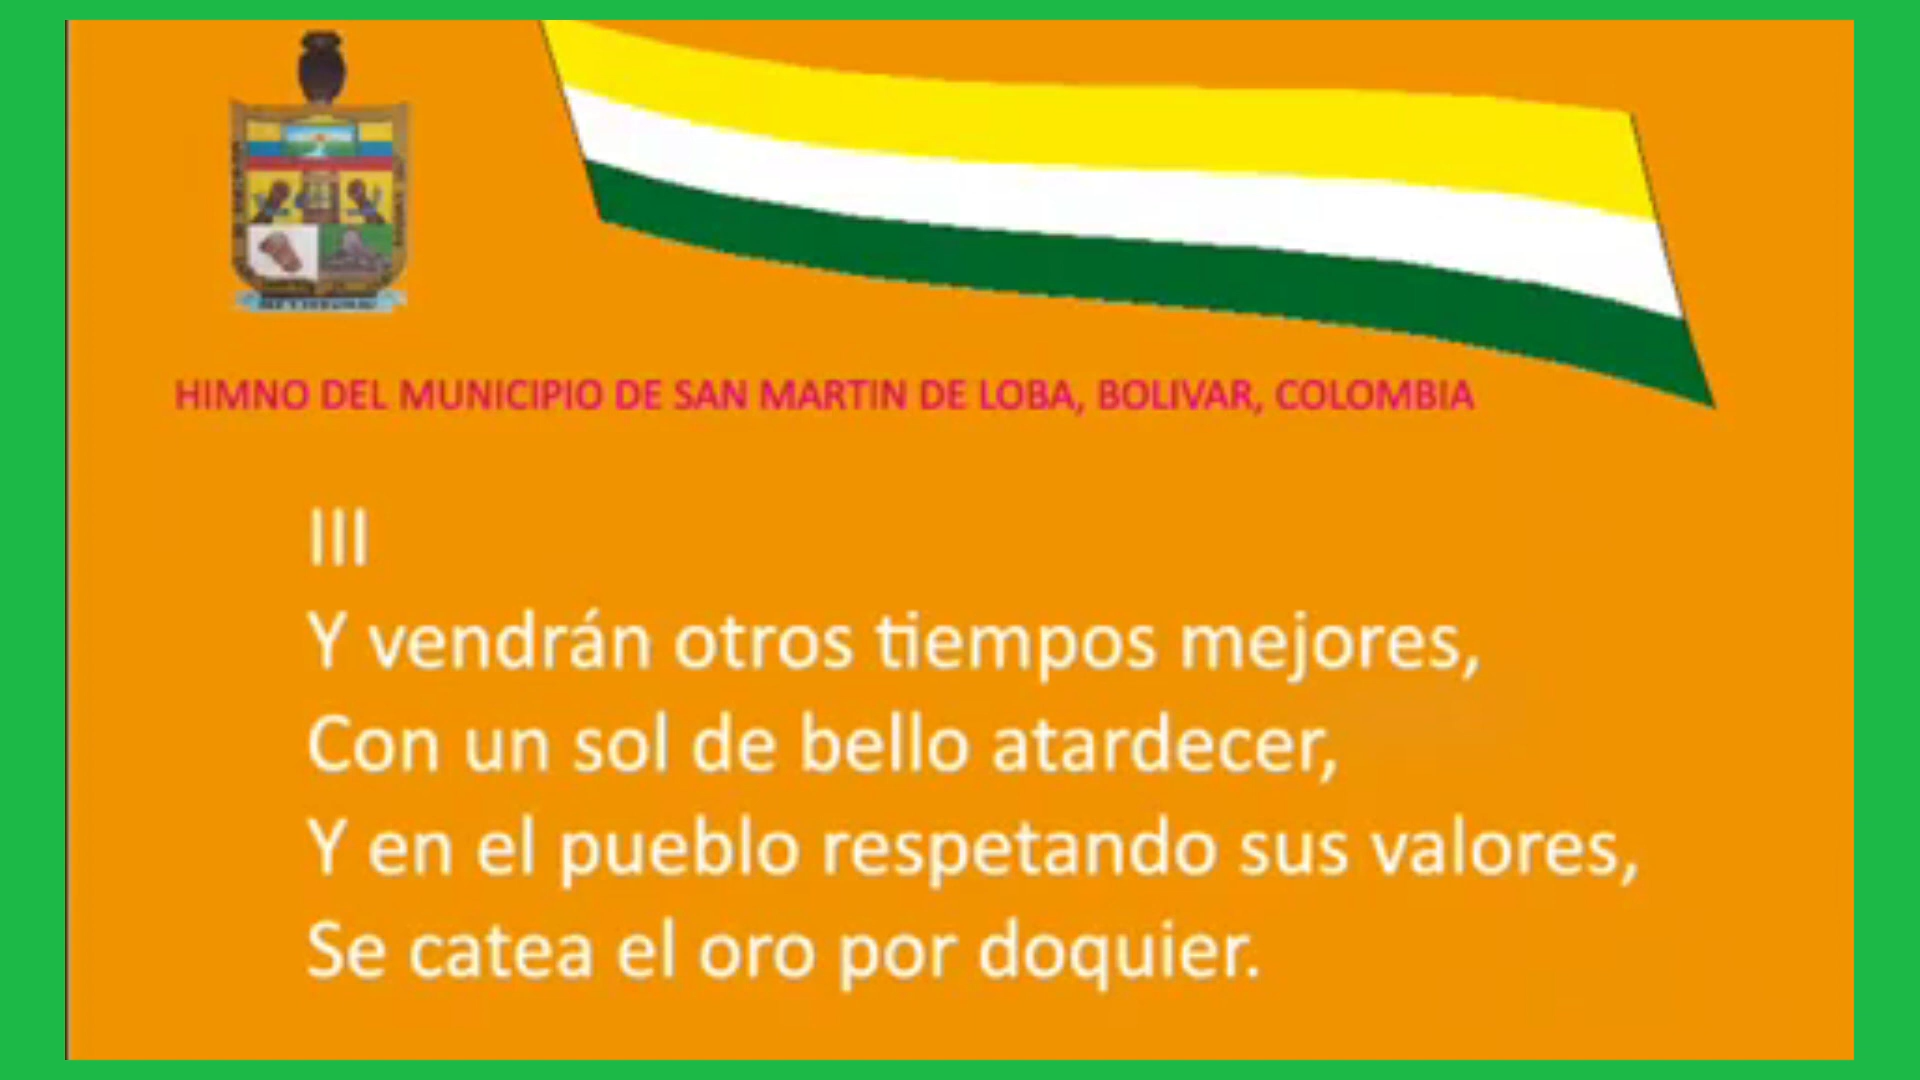 HIMNO DEL MUNICIPIO DE SAN MARTIN DE LOBA, BOLIVAR, COLOMBIA
III
Y vendrán otros tiempos mejores,
Con un sol de bello atardecer,
Y en el pueblo respetando sus valores,
Se catea el oro por doquier.